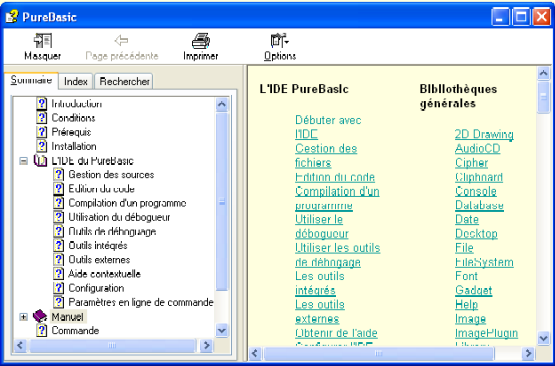 PureBasic
Masquer
Page précédente
Imprimer
Options
Sommaire
Index
Rechercher
Introduction
Conditions
Prérequis
Installation
L'IDE du PureBasic
Gestion des sources
Edition du code
Compilation d'un programme
Utilisation du débogueur
Outils de déboguage
Outils intégrés
Outils externes
Aide contextuelle
Configuration
Paramètres en ligne de commande
Manuel
Commande
L'IDE PureBasic
Débuter avec
l'IDE
Gestion des
fichiers
Edition du code
Compilation d'un
programme
Utiliser le
débogueur
Utiliser les outils
de débogage
Les outils
intégrés
Les outils
externes
Obtenir de l'aide
Configurer l'IDE
Bibliothèques
générales
2D Drawing
AudioCD
Cipher
Clipboard
Console
Database
Date
Desktop
File
FileSystem
Font
Gadget
Help
Image
ImagePlugin
Library